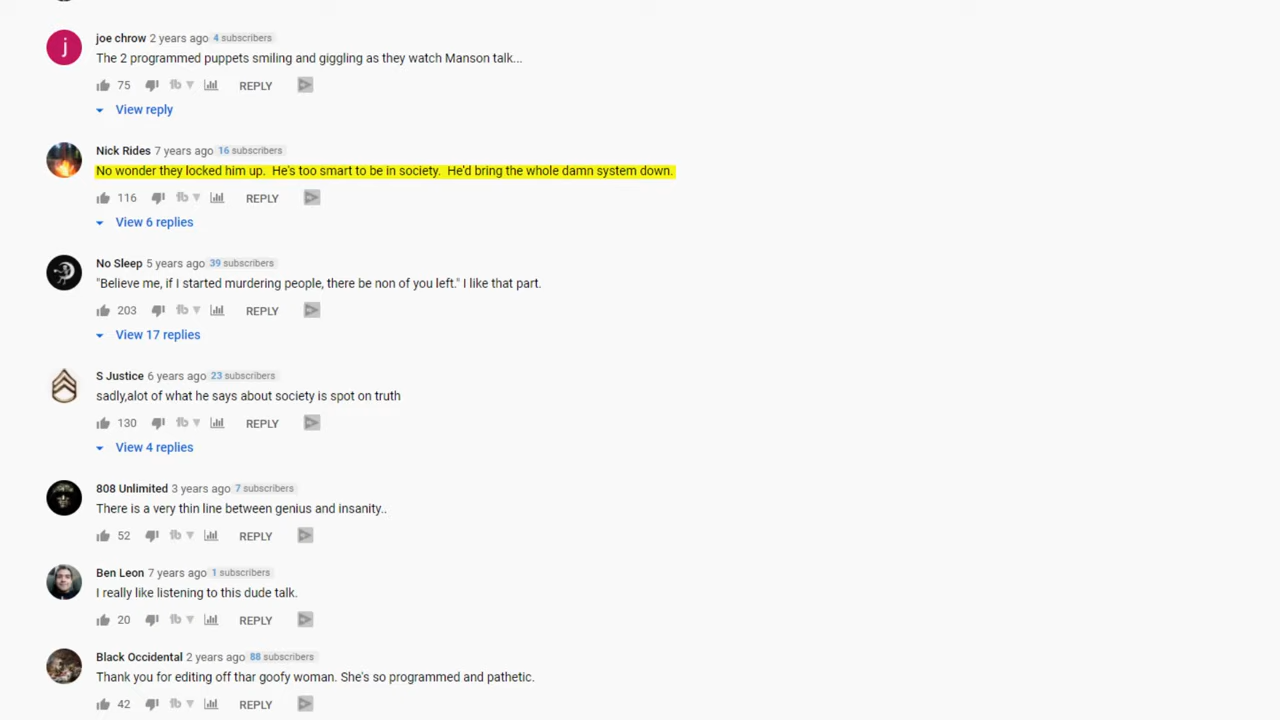 joe chrow 2 years ago 4 subscribers
The 2 programmed puppets smiling and giggling as they watch Manson talk...
75 REPLY
View reply
Nick Rides 7 years ago 16 subscribers
No wonder they locked him up. He's too smart to be in society. He'd bring the whole damn system down.
116 REPLY
View 6 replies
No Sleep 5 years ago 39 subscribers
"Believe me, if I started murdering people, there be non of you left." I like that part.
203 REPLY
View 17 replies
S Justice 6 years ago 23 subscribers
sadly,alot of what he says about society is spot on truth
130 REPLY
View 4 replies
808 Unlimited 3 years ago 7 subscribers
There is a very thin line between genius and insanity..
52 REPLY
Ben Leon 7 years ago 1 subscribers
I really like listening to this dude talk.
20 REPLY
Black Occidental 2 years ago 88 subscribers
Thank you for editing off thar goofy woman. She's so programmed and pathetic.
42 REPLY